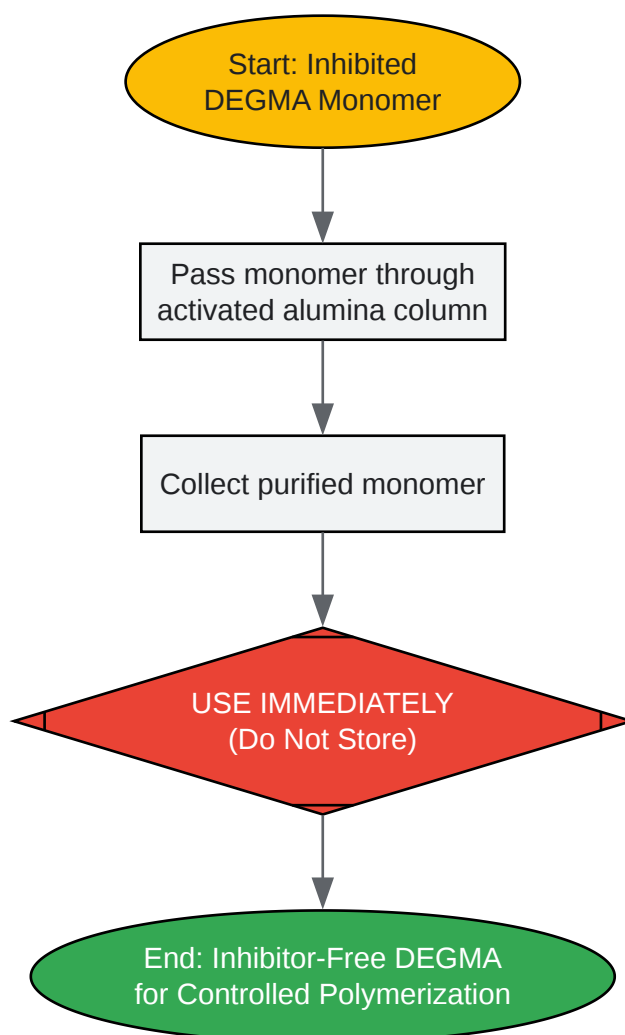 Start: Inhibited
DEGMA Monomer
Pass monomer through
activated alumina column
Collect purified monomer
USE IMMEDIATELY
(Do Not Store)
End: Inhibitor-Free DEGMA
for Controlled Polymerization